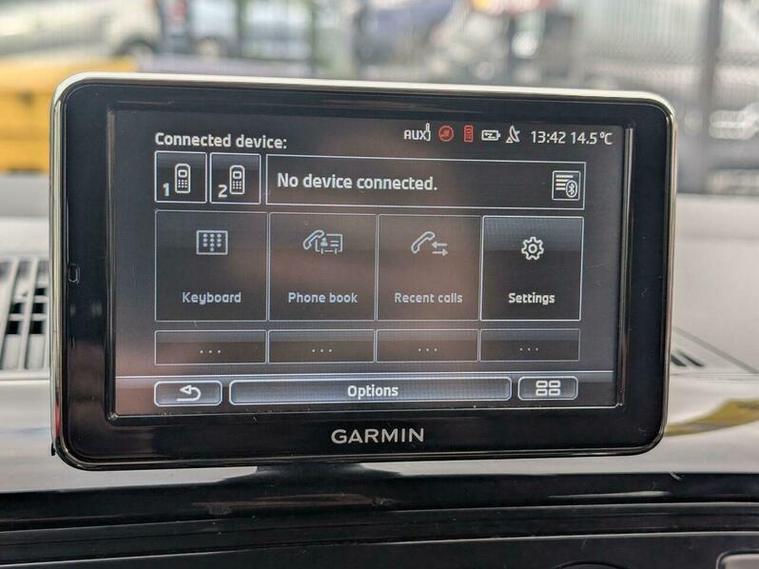 Connected device:
AUX
13:42 14.5°C
1
2
No device connected.
Keyboard
Phone book
Recent calls
Settings
...
...
...
...
Options
GARMIN